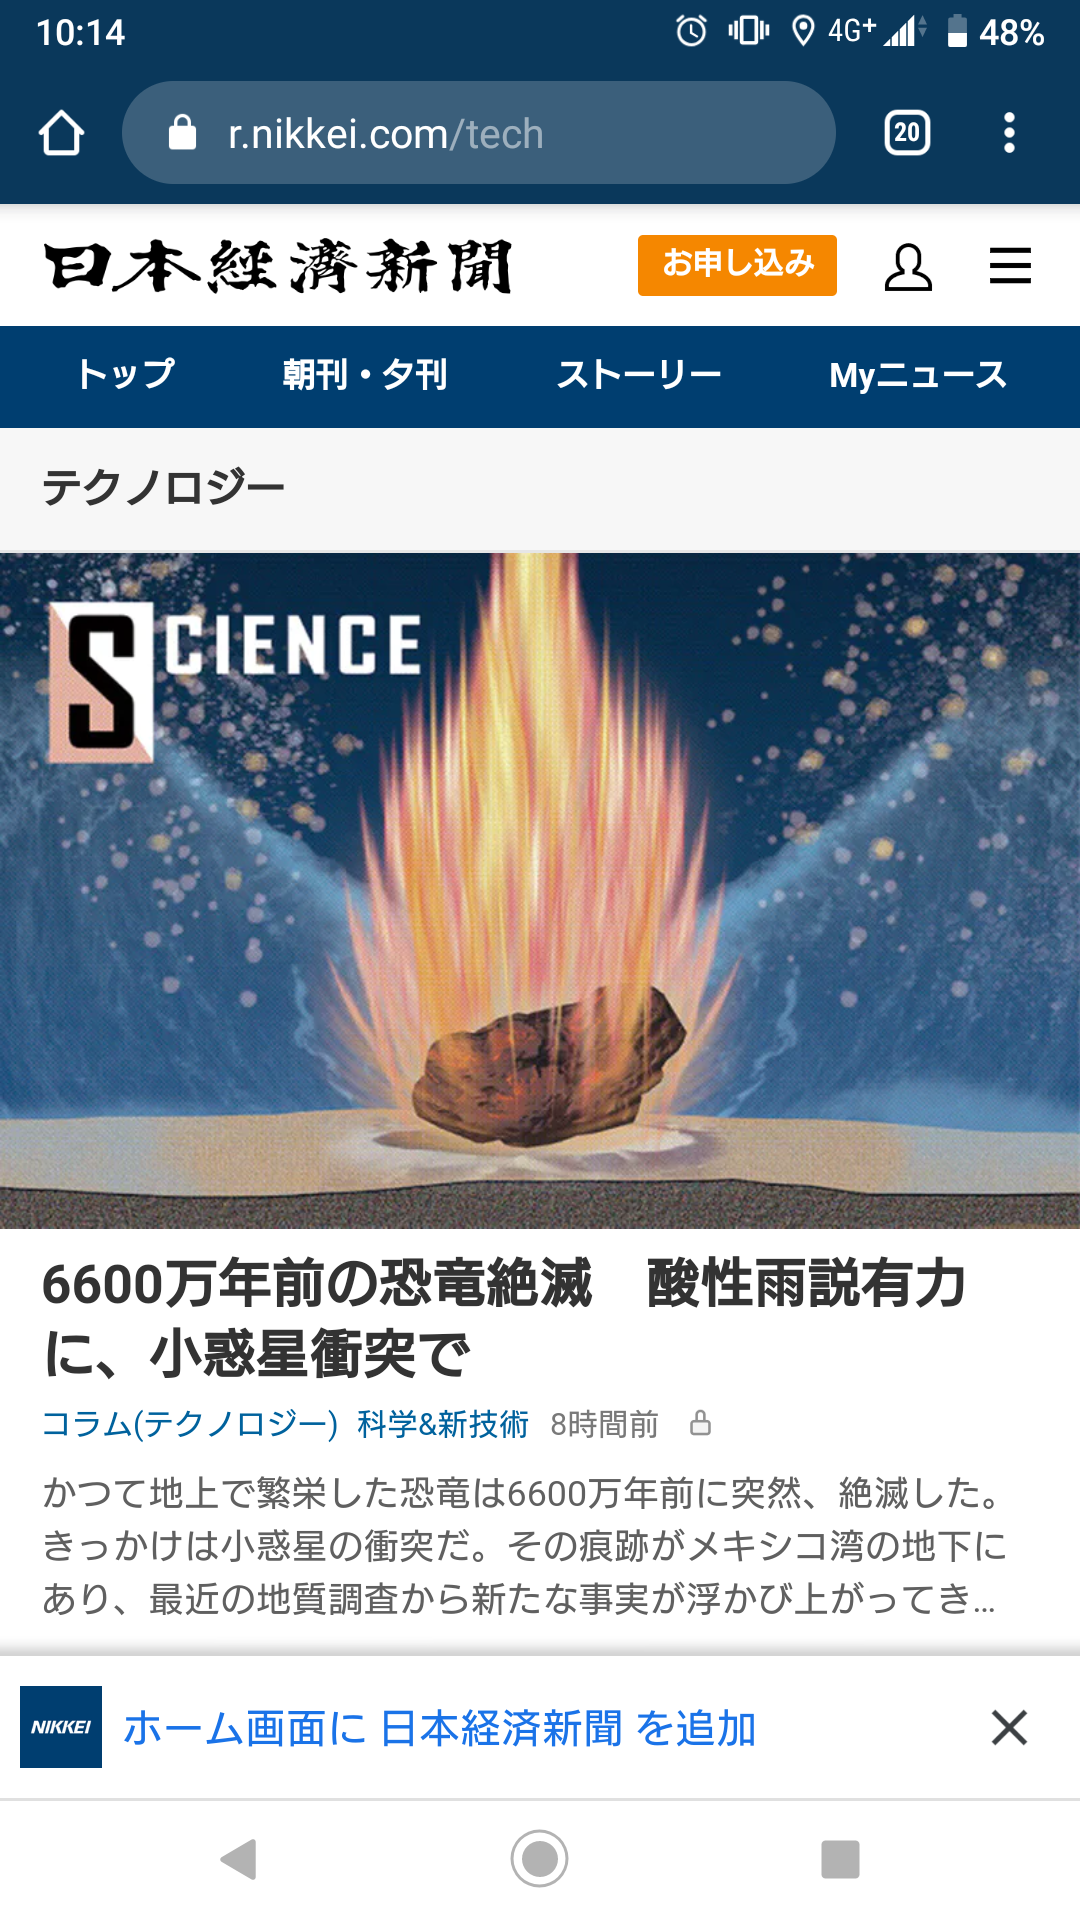 10:14
4G+
48%
r.nikkei.com/tech
20
日本経済新聞
お申し込み
トップ
朝刊・夕刊
ストーリー
Myニュース
テクノロジー
SCIENCE
6600万年前の恐竜絶滅　酸性雨説有力
に、小惑星衝突で
コラム(テクノロジー) 科学&新技術 8時間前
かつて地上で繁栄した恐竜は6600万年前に突然、絶滅した。
きっかけは小惑星の衝突だ。その痕跡がメキシコ湾の地下に
あり、最近の地質調査から新たな事実が浮かび上がってき...
NIKKEI
ホーム画面に 日本経済新聞 を追加